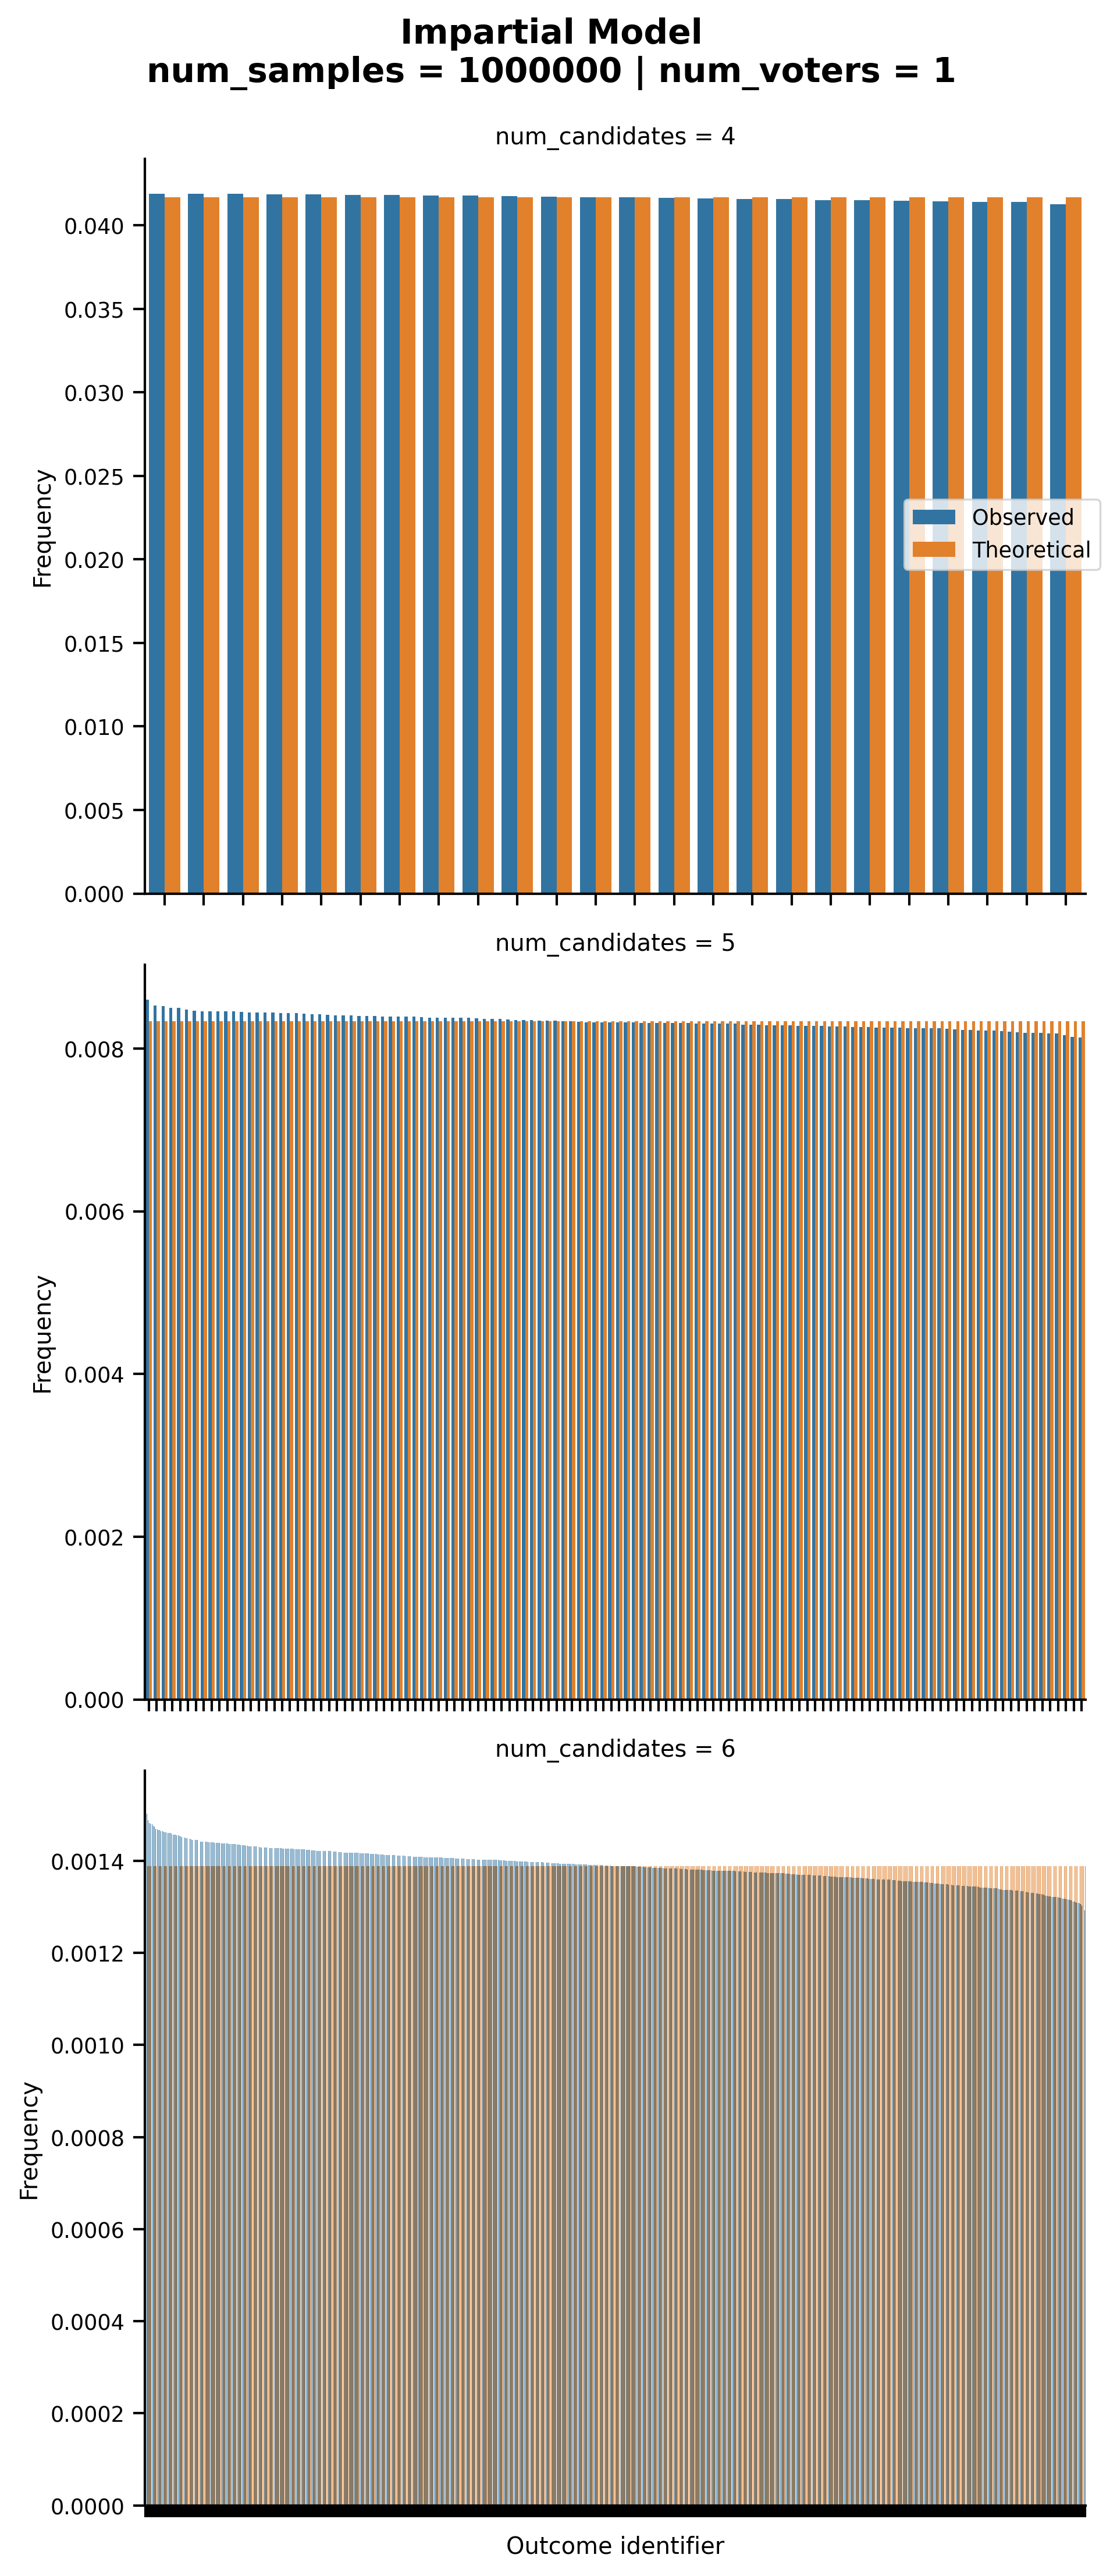 Impartial Model
num_samples = 1000000 | num_voters = 1
num_candidates = 4
0.040
0.035
0.030
0.025
0.020
0.015
0.010
0.005
0.000
Frequency
Observed
Theoretical
num_candidates = 5
0.008
0.006
0.004
0.002
0.000
Frequency
num_candidates = 6
0.0014
0.0012
0.0010
0.0008
0.0006
0.0004
0.0002
0.0000
Frequency
Outcome identifier